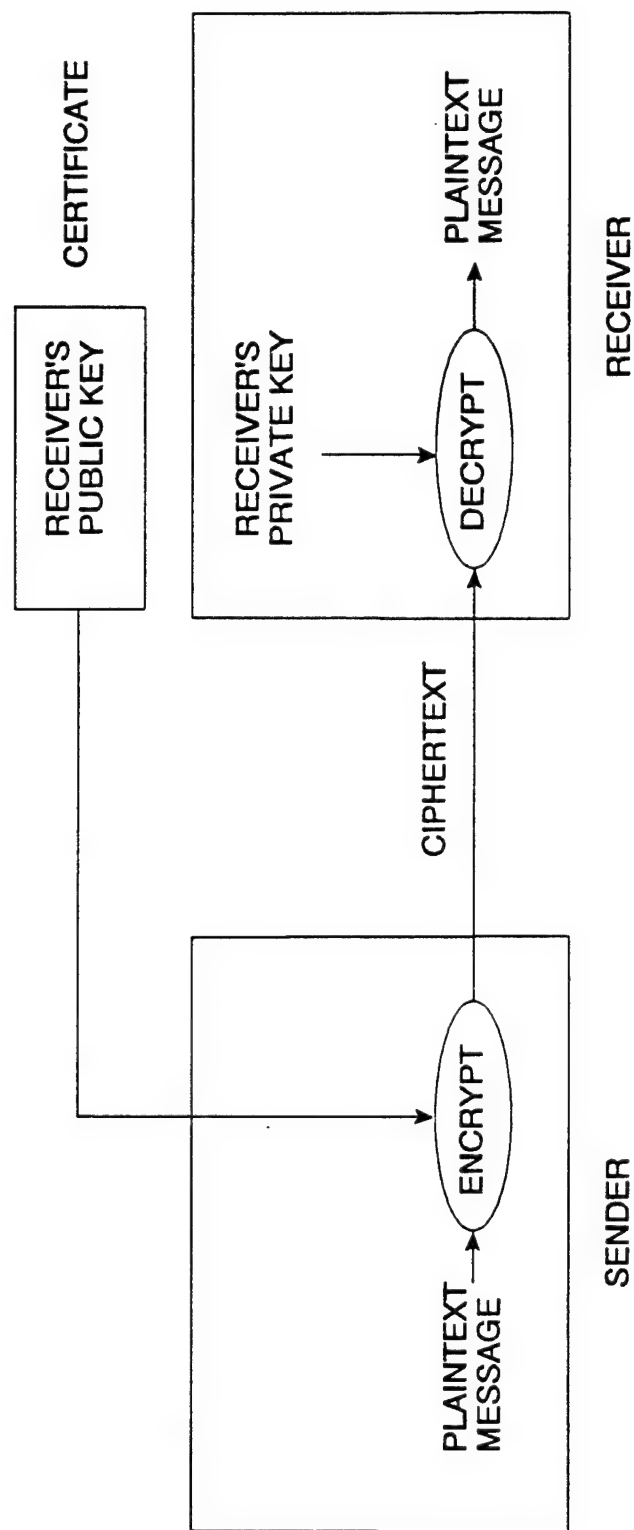 CERTIFICATE
RECEIVER'S
PUBLIC KEY
PLAINTEXT
MESSAGE
ENCRYPT
SENDER
CIPHERTEXT
RECEIVER'S
PRIVATE KEY
DECRYPT
PLAINTEXT
MESSAGE
RECEIVER